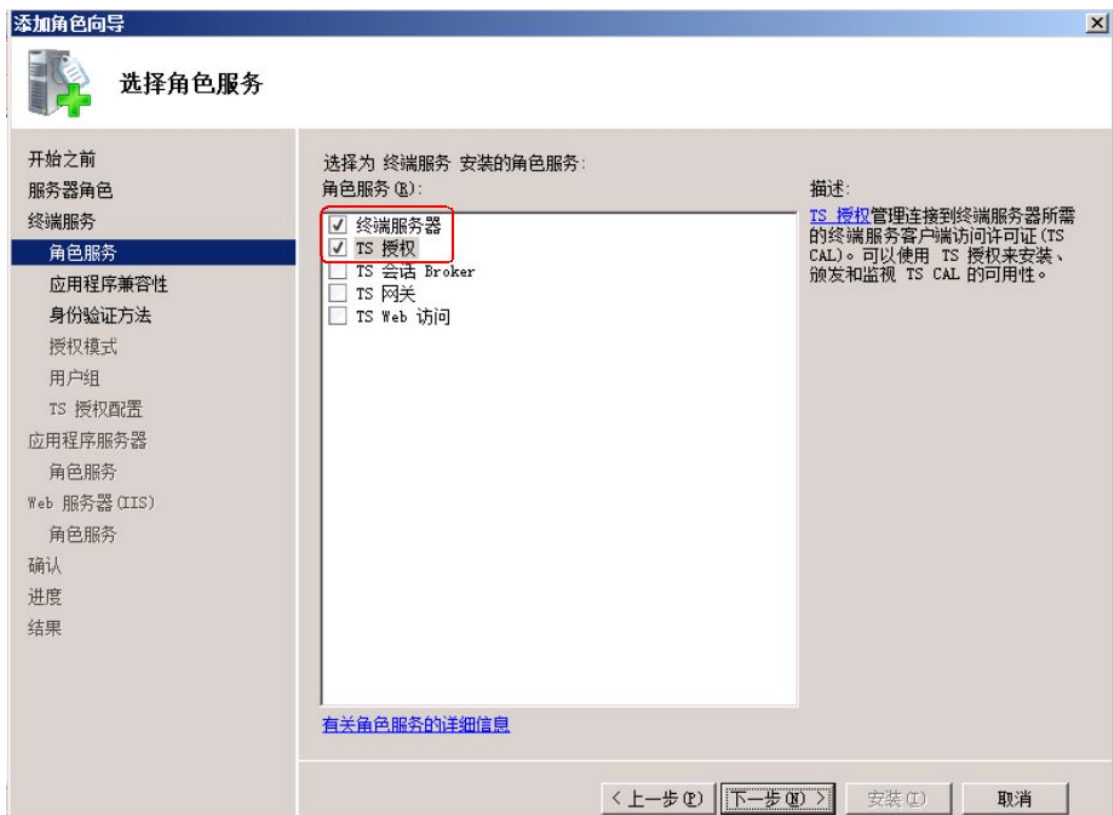 添加角色向导
选择角色服务
开始之前
服务器角色
终端服务
角色服务
应用程序兼容性
身份验证方法
授权模式
用户组
TS 授权配置
应用程序服务器
角色服务
Web 服务器(IIS)
角色服务
确认
进度
结果
选择为 终端服务 安装的角色服务:
角色服务(R):
终端服务器
TS 授权
TS 会话 Broker
TS 网关
TS Web 访问
有关角色服务的详细信息
描述:
TS 授权管理连接到终端服务器所需
的终端服务客户端访问许可证(TS
CAL)。可以使用 TS 授权来安装、
颁发和监视 TS CAL 的可用性。
< 上一步(P)
下一步(N) >
安装(I)
取消